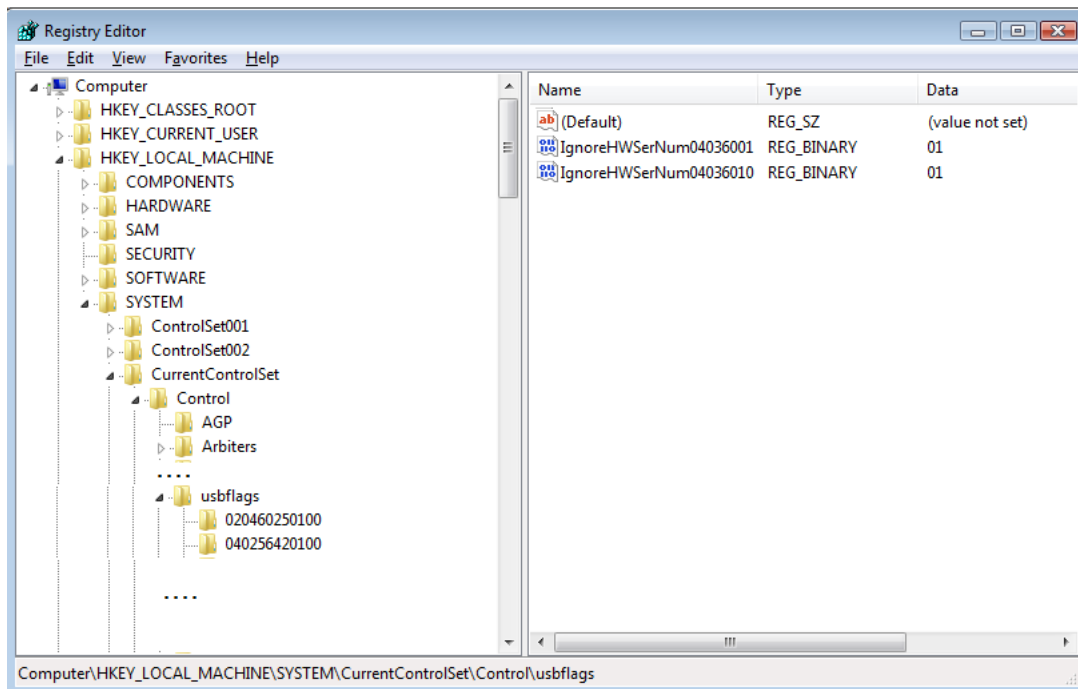 Registry Editor
File Edit View Favorites Help
Computer
HKEY_CLASSES_ROOT
HKEY_CURRENT_USER
HKEY_LOCAL_MACHINE
COMPONENTS
HARDWARE
SAM
SECURITY
SOFTWARE
SYSTEM
ControlSet001
ControlSet002
CurrentControlSet
Control
AGP
Arbiters
....
usbflags
020460250100
040256420100
....
Name Type Data
(Default) REG_SZ (value not set)
IgnoreHWSerNum04036001 REG_BINARY 01
IgnoreHWSerNum04036010 REG_BINARY 01
Computer\HKEY_LOCAL_MACHINE\SYSTEM\CurrentControlSet\Control\usbflags